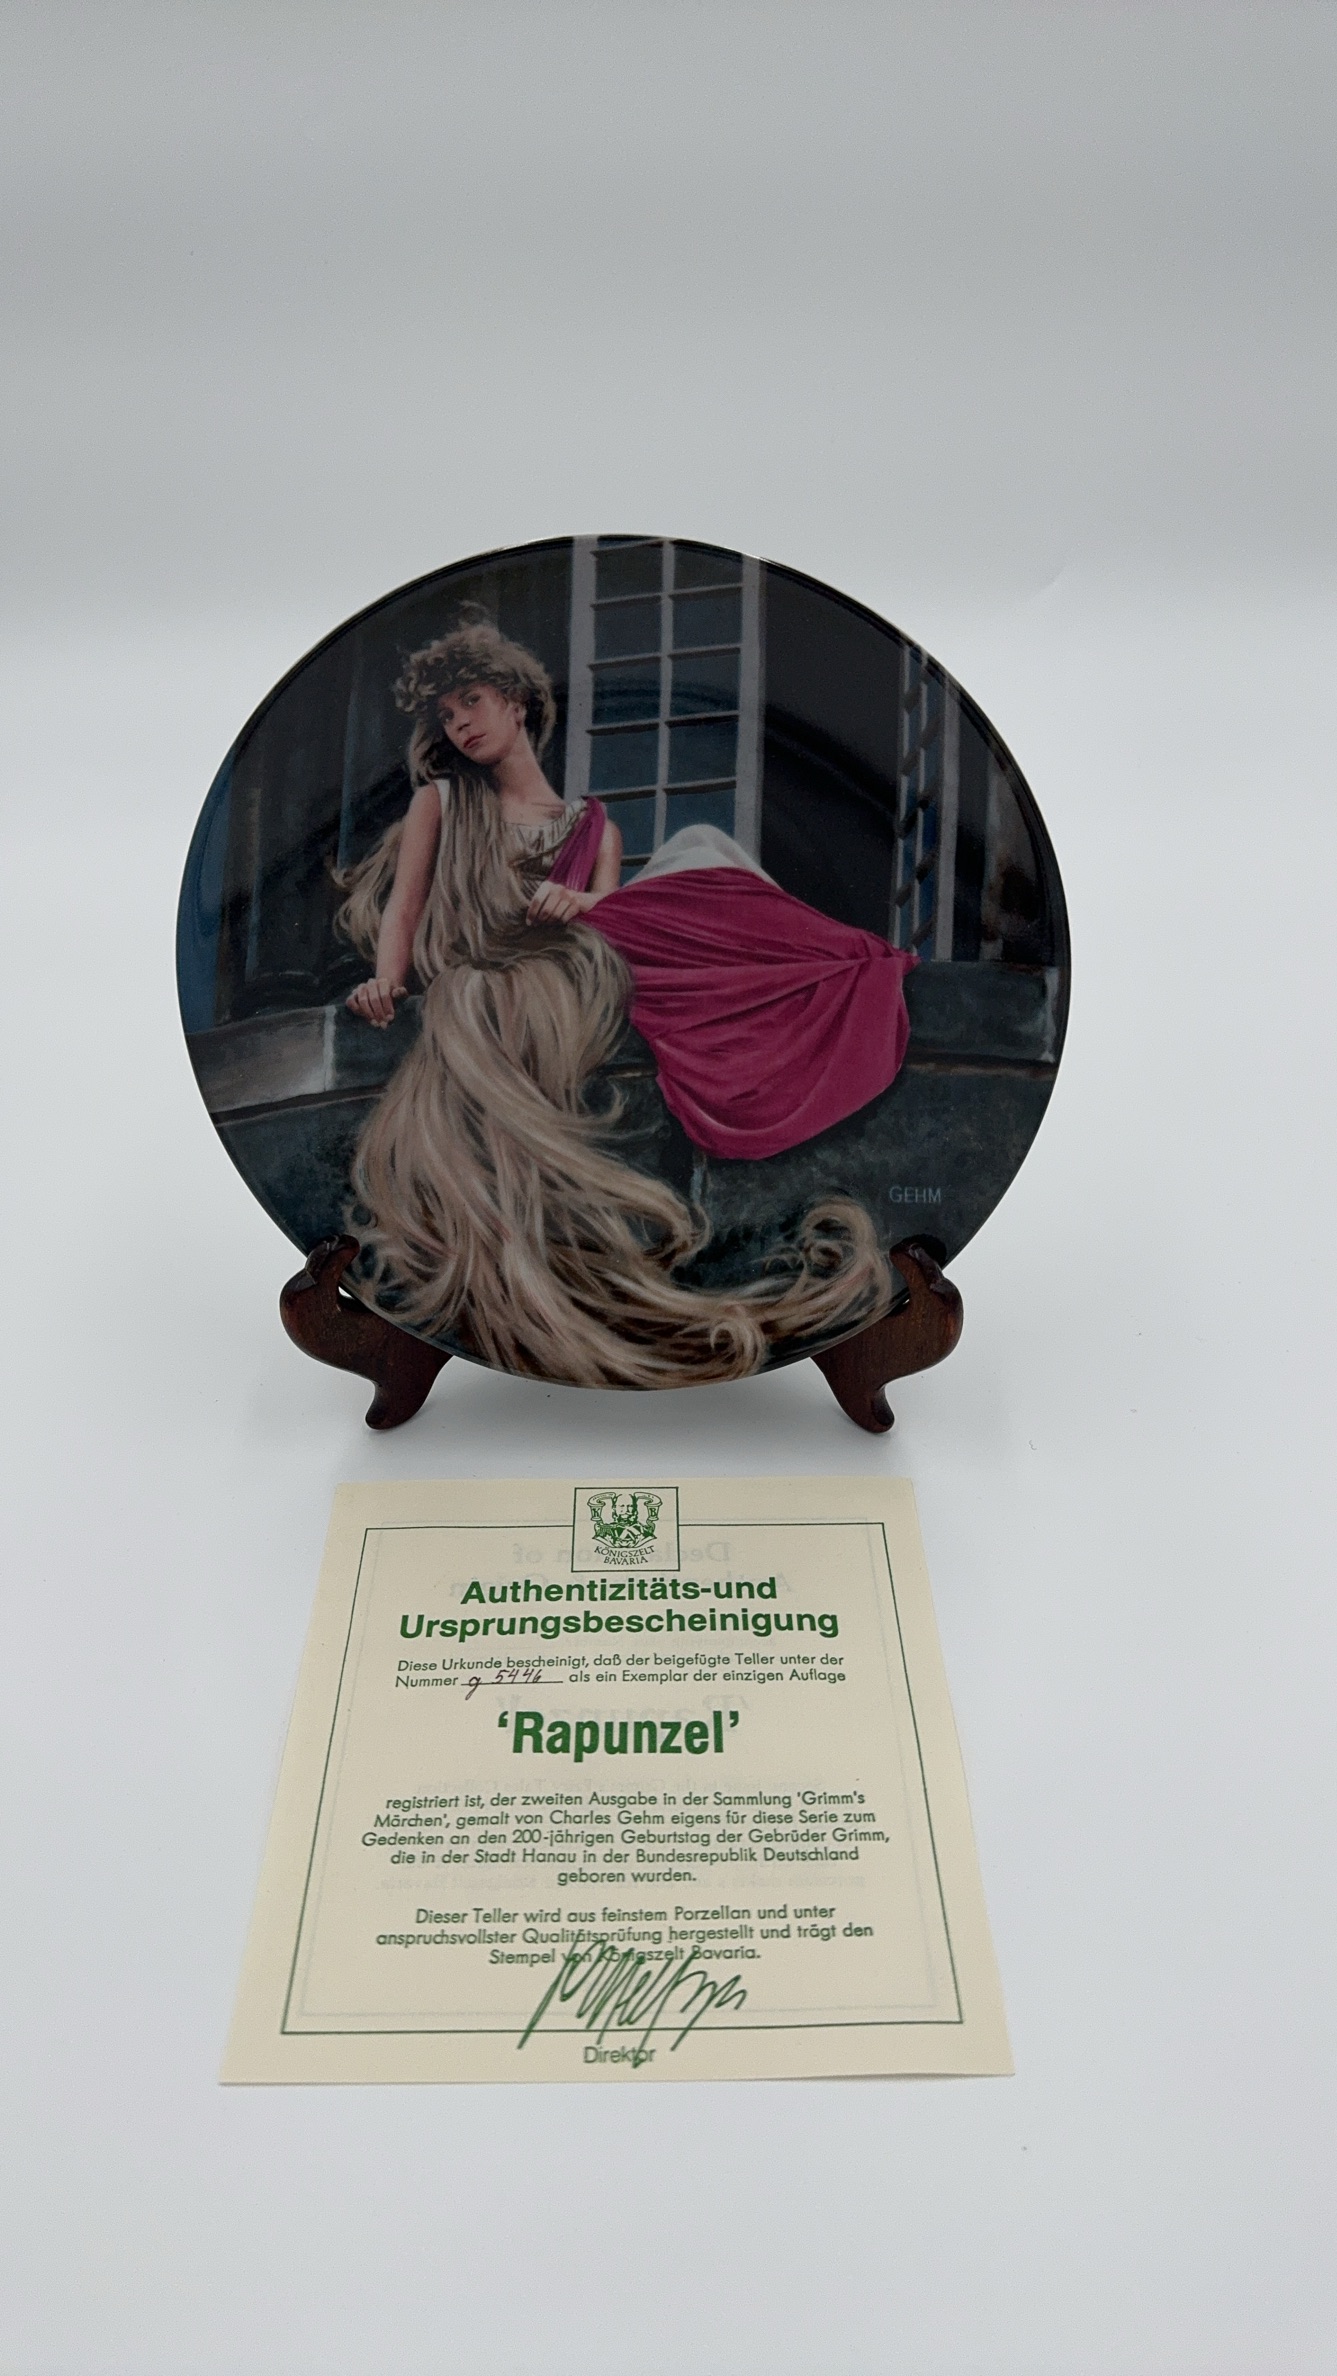 GEHM
K B
KÖNIGSZELT
BAVARIA
Authentizitäts-und
Ursprungsbescheinigung
Diese Urkunde bescheinigt, daß der beigefügte Teller unter der
Nummer g 5446 als ein Exemplar der einzigen Auflage
‘Rapunzel’
registriert ist, der zweiten Ausgabe in der Sammlung 'Grimm's
Märchen', gemalt von Charles Gehm eigens für diese Serie zum
Gedenken an den 200-jährigen Geburtstag der Gebrüder Grimm,
die in der Stadt Hanau in der Bundesrepublik Deutschland
geboren wurden.
Dieser Teller wird aus feinstem Porzellan und unter
anspruchsvollster Qualitätsprüfung hergestellt und trägt den
Stempel von Königszelt Bavaria.
Direktor